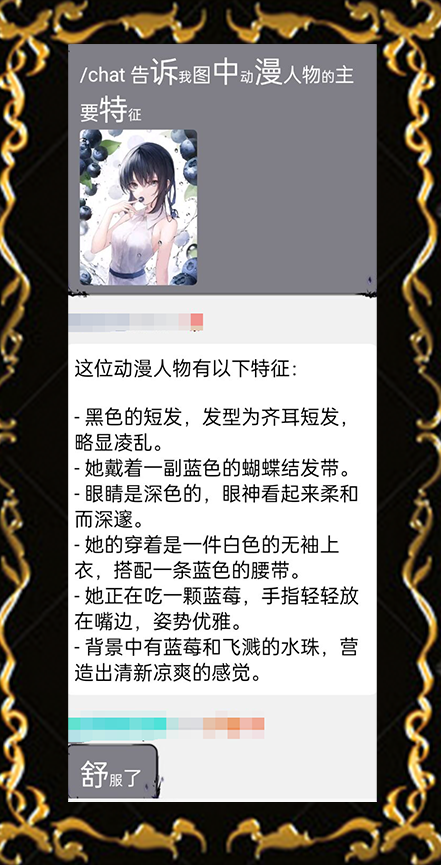 /chat 告诉我图中动漫人物的主
要特征
这位动漫人物有以下特征：
- 黑色的短发，发型为齐耳短发，
略显凌乱。
- 她戴着一副蓝色的蝴蝶结发带。
- 眼睛是深色的，眼神看起来柔和
而深邃。
- 她的穿着是一件白色的无袖上
衣，搭配一条蓝色的腰带。
- 她正在吃一颗蓝莓，手指轻轻放
在嘴边，姿势优雅。
- 背景中有蓝莓和飞溅的水珠，营
造出清新凉爽的感觉。
舒服了